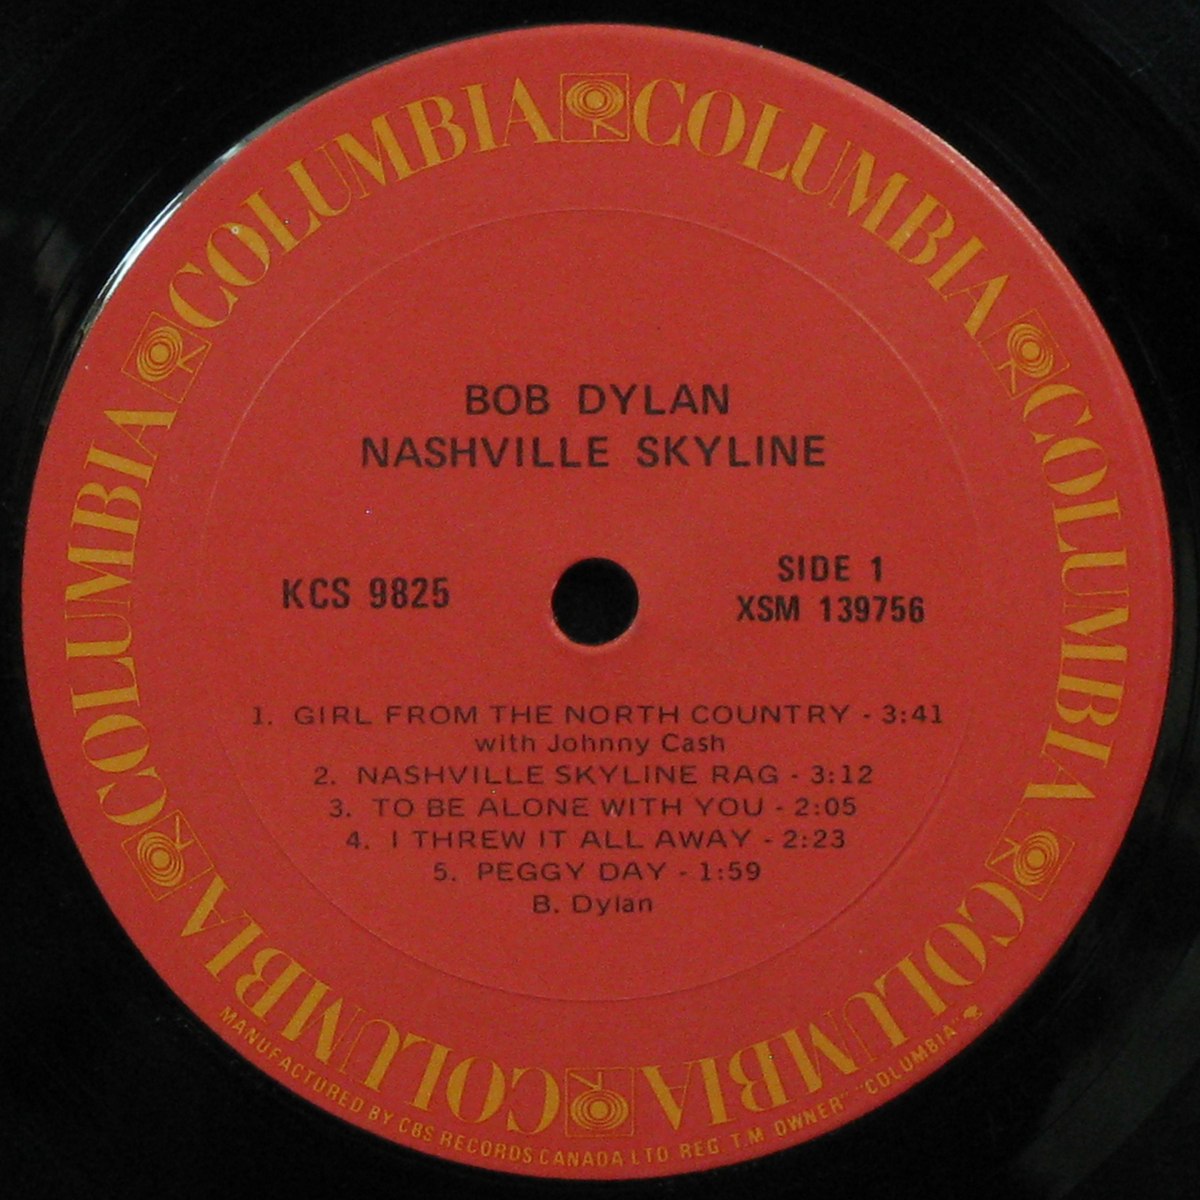 COLUMBIA COLUMBIA COLUMBIA COLUMBIA COLUMBIA COLUMBIA
BOB DYLAN
NASHVILLE SKYLINE
KCS 9825
SIDE 1
XSM 139756
1. GIRL FROM THE NORTH COUNTRY - 3:41
with Johnny Cash
2. NASHVILLE SKYLINE RAG - 3:12
3. TO BE ALONE WITH YOU - 2:05
4. I THREW IT ALL AWAY - 2:23
5. PEGGY DAY - 1:59
B. Dylan
MANUFACTURED BY CBS RECORDS CANADA LTD REG T.M OWNER "COLUMBIA"